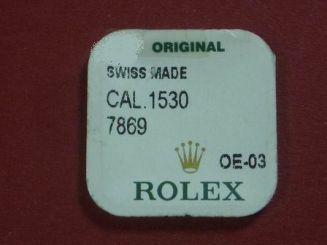 ORIGINAL
SWISS MADE
CAL.1530
7869
OE-03
ROLEX